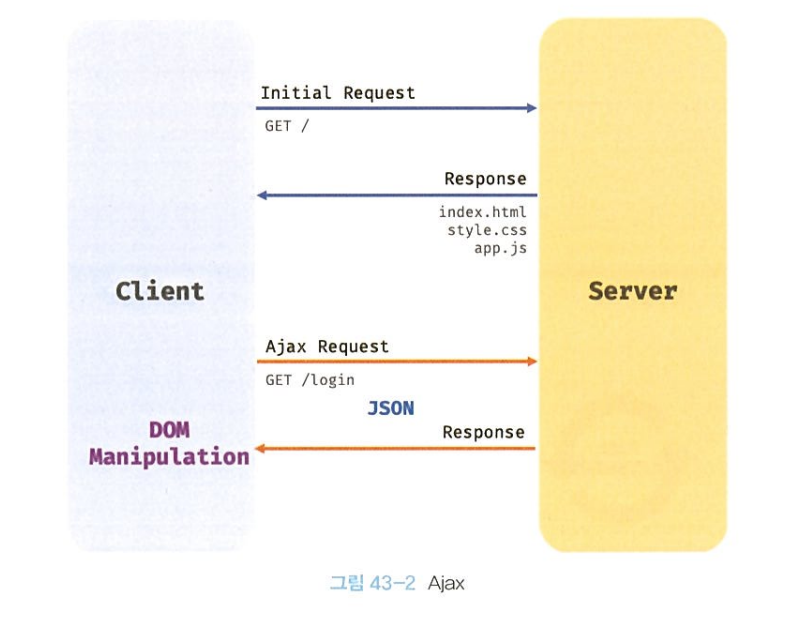 Initial Request
GET /
Response
index.html
style.css
app.js
Client
Server
Ajax Request
GET /login
JSON
Response
DOM
Manipulation
그림 43-2 Ajax